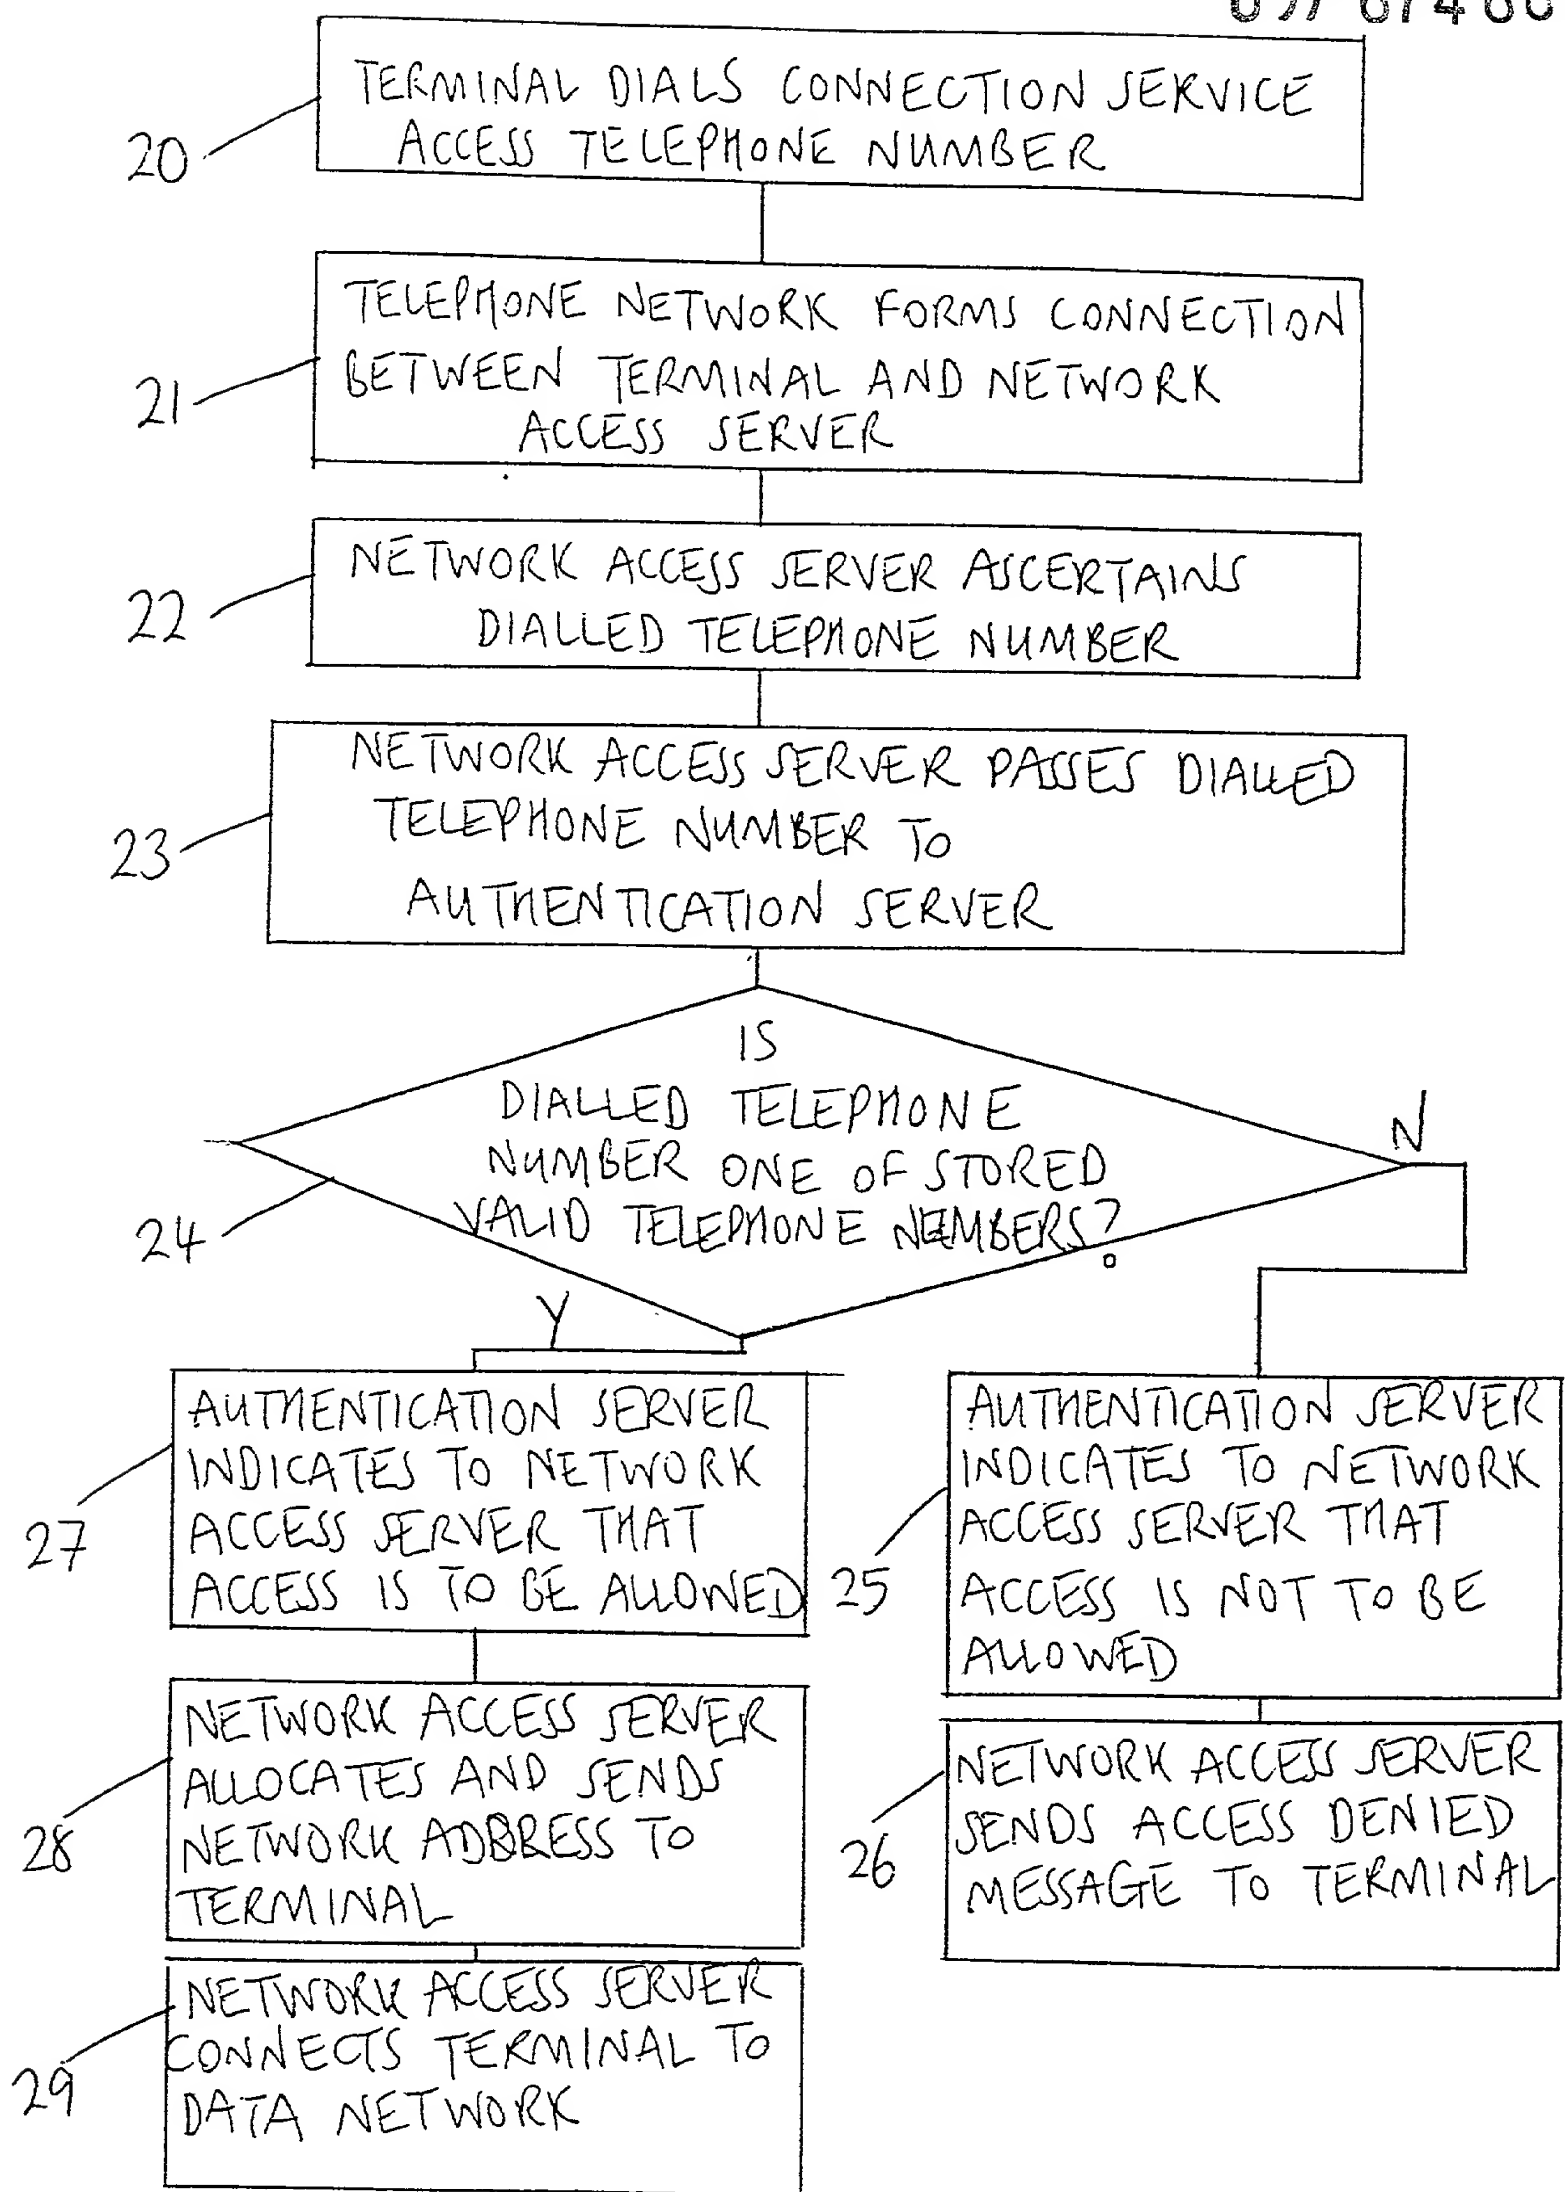 TERMINAL DIALS CONNECTION SERVICE
ACCESS TELEPHONE NUMBER
20
TELEPHONE NETWORK FORMS CONNECTION
BETWEEN TERMINAL AND NETWORK
ACCESS SERVER
21
NETWORK ACCESS SERVER ASCERTAINS
DIALLED TELEPHONE NUMBER
22
NETWORK ACCESS SERVER PASSES DIALLED
TELEPHONE NUMBER TO
AUTHENTICATION SERVER
23
IS
DIALLED TELEPHONE
NUMBER ONE OF STORED
VALID TELEPHONE NUMBERS?
24
N
Y
AUTHENTICATION SERVER
INDICATES TO NETWORK
ACCESS SERVER THAT
ACCESS IS TO BE ALLOWED
27
AUTHENTICATION SERVER
INDICATES TO NETWORK
ACCESS SERVER THAT
ACCESS IS NOT TO BE
ALLOWED
25
NETWORK ACCESS SERVER
ALLOCATES AND SENDS
NETWORK ADDRESS TO
TERMINAL
28
NETWORK ACCESS SERVER
SENDS ACCESS DENIED
MESSAGE TO TERMINAL
26
NETWORK ACCESS SERVER
CONNECTS TERMINAL TO
DATA NETWORK
29